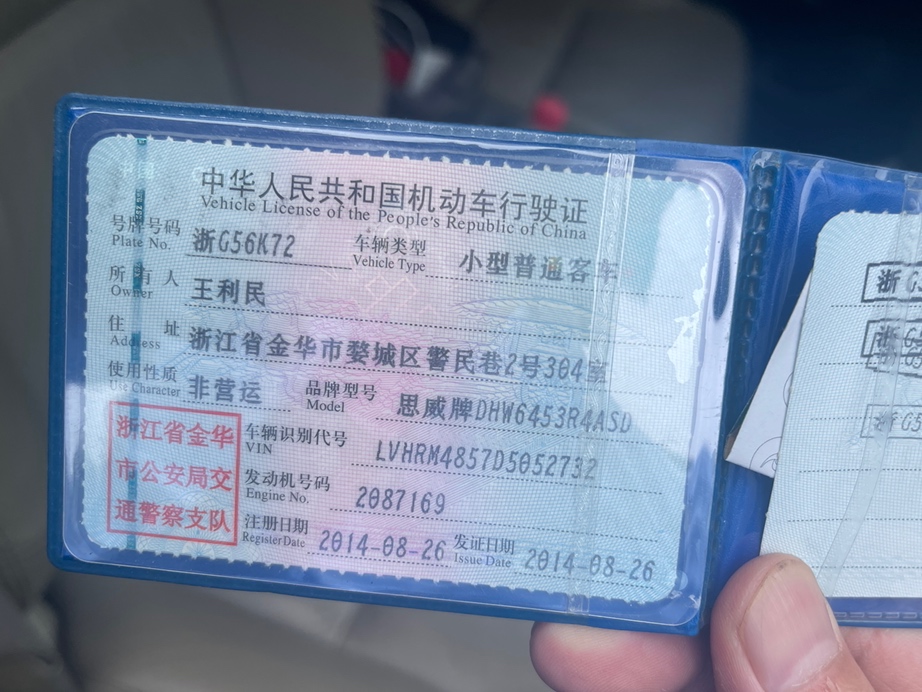 中华人民共和国机动车行驶证
Vehicle License of the People's Republic of China
号牌号码 浙G56K72 车辆类型 小型普通客车
Plate No. Vehicle Type
所有人 王利民
Owner
住址 浙江省金华市婺城区警民巷2号304室
Address
使用性质 非营运 品牌型号 思威牌DHW6453R4ASD
Use Character Model
浙江省金华
市公安局交
通警察支队
车辆识别代号 LVHRM4857D5052732
VIN
发动机号码 2087169
Engine No.
注册日期 2014-08-26 发证日期 2014-08-26
Register Date Issue Date
浙G
浙G